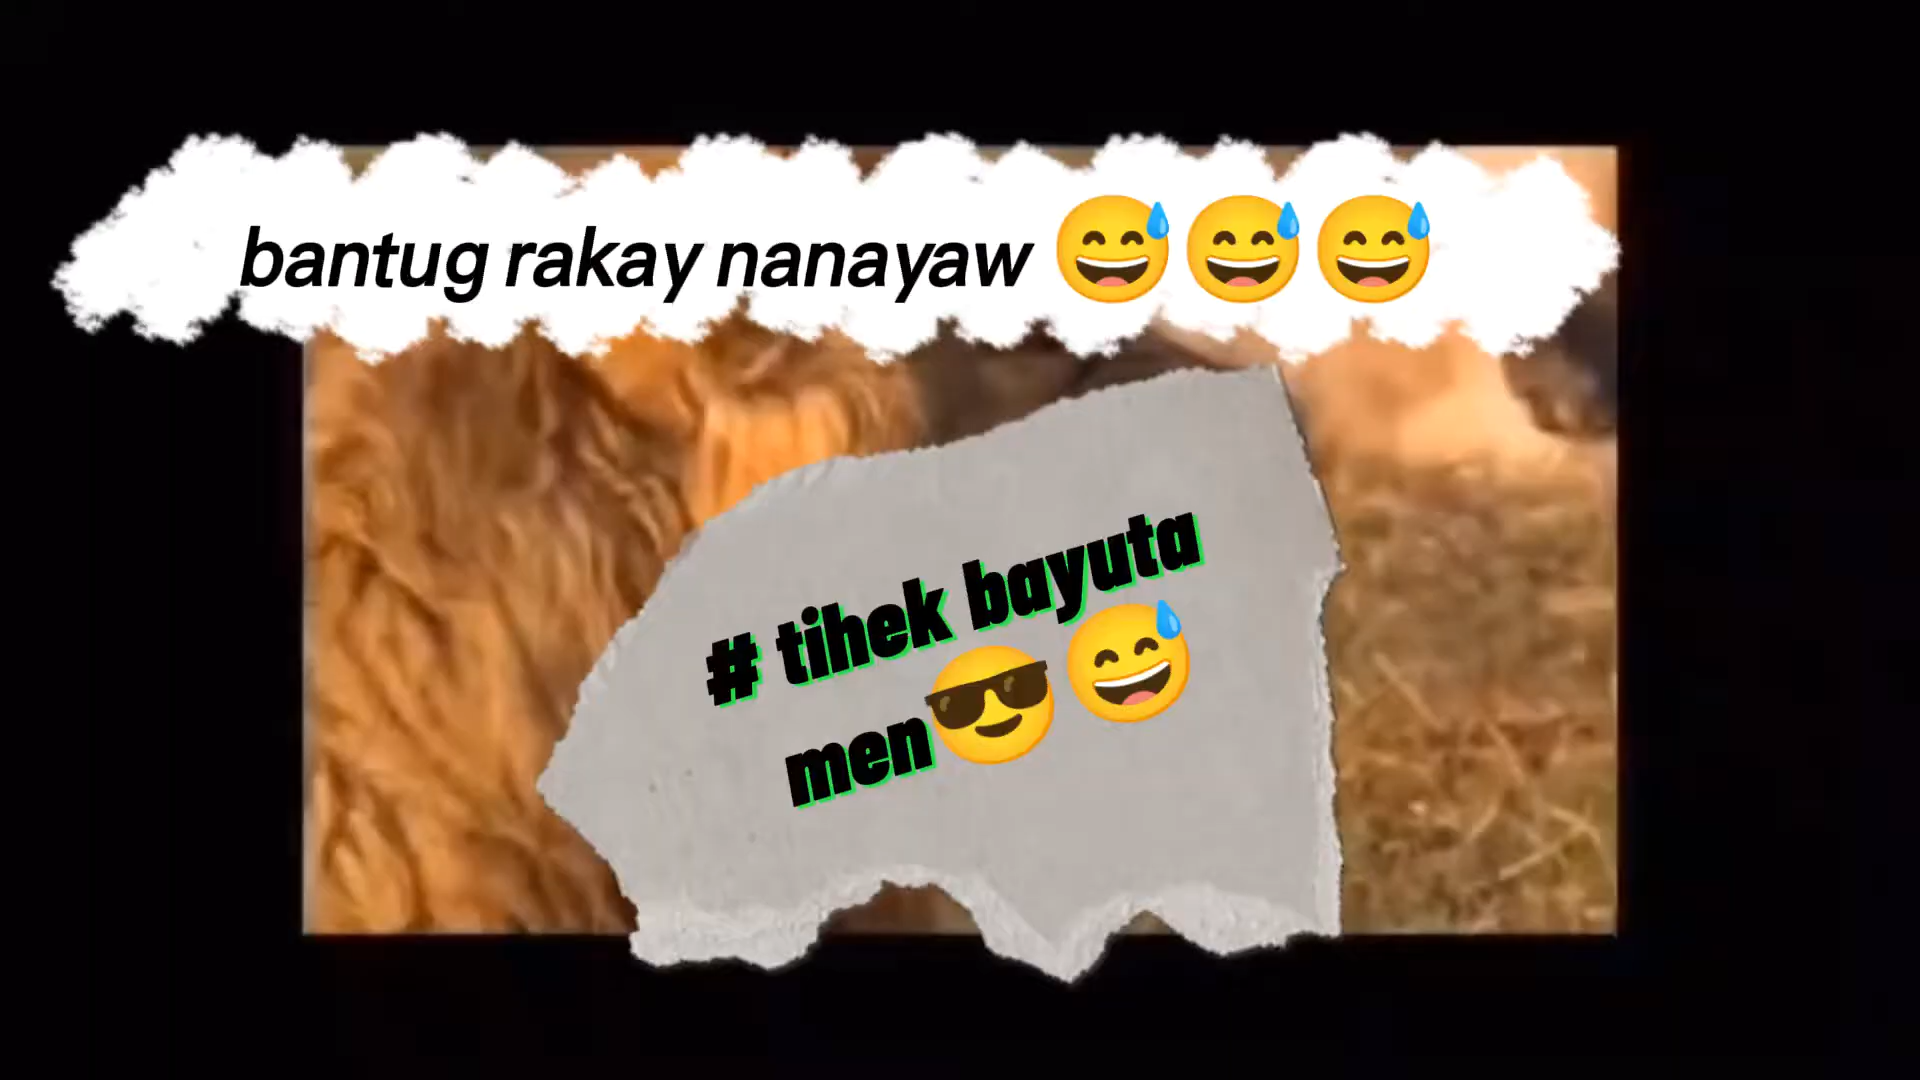 bantug rakay nanayaw 😅😅😅
# tihek bayuta
men😎😅